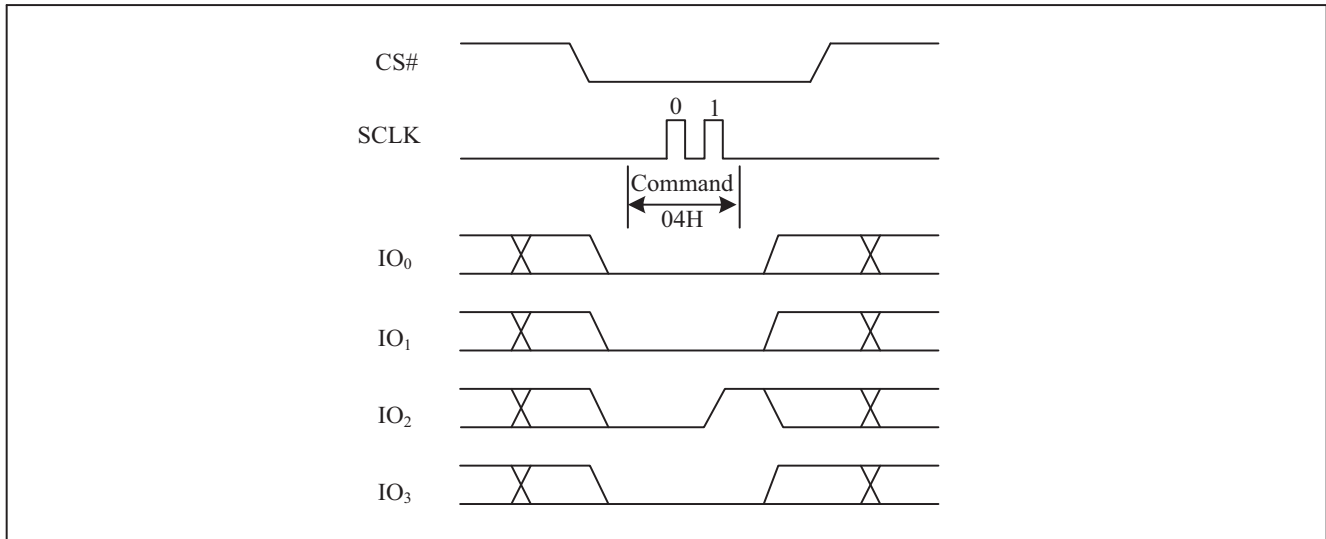 CS#
0 1
SCLK
Command
04H
IO₀
IO₁
IO₂
IO₃